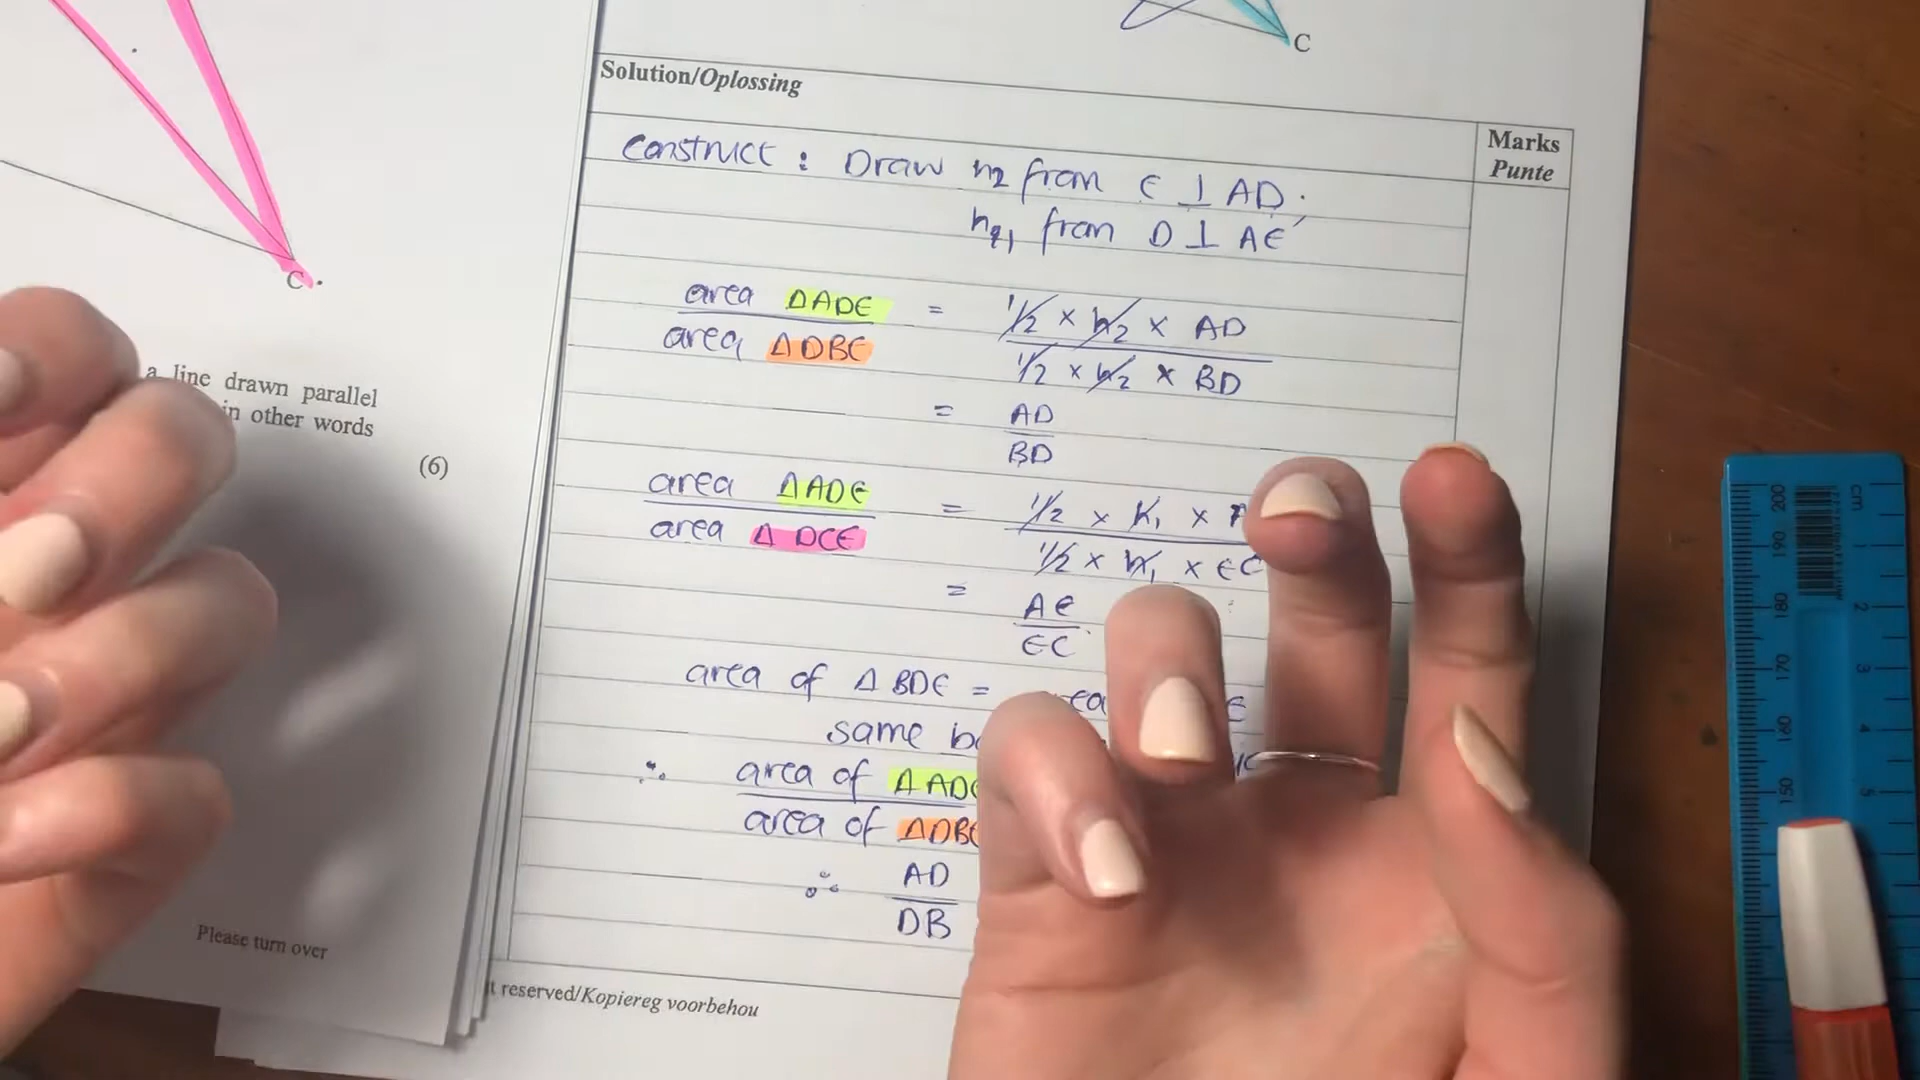 C
C
Solution/Oplossing
Marks
Punte
Construct : Draw h2 from E ⊥ AD ;
h1 from D ⊥ AE
area ΔADE = 1/2 × h2 × AD
area ΔDBE 1/2 × h2 × BD
= AD
BD
area ΔADE = 1/2 × h1 ×
area Δ DCE 1/2 × h1 × EC
= AE
EC
area of Δ BDE =
same
∴ area of ΔADE
area of ΔDBE
∴ AD
DB
a line drawn parallel
in other words
(6)
Please turn over
t reserved/Kopiereg voorbehou
cm
200
190
180
170
160
150
2
3
4
5